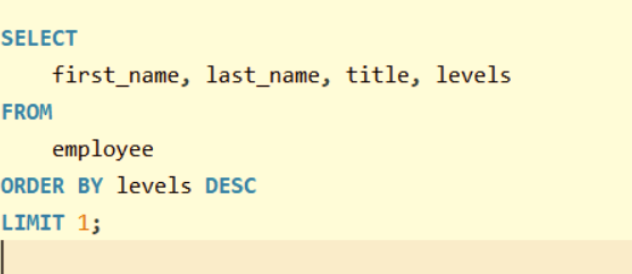 SELECT
    first_name, last_name, title, levels
FROM
    employee
ORDER BY levels DESC
LIMIT 1;